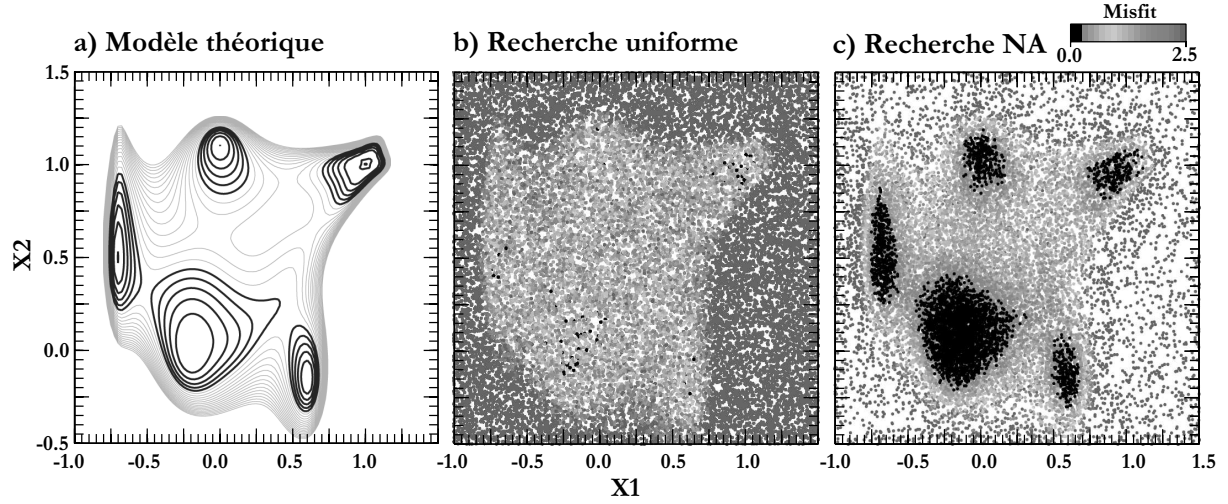 Misfit
a) Modèle théorique
b) Recherche uniforme
c) Recherche NA
0.0 2.5
1.5
1.0
0.5
0.0
-0.5
X2
-1.0 -0.5 0.0 0.5 1.0
-1.0 -0.5 0.0 0.5 1.0
-1.0 -0.5 0.0 0.5 1.0 1.5
X1